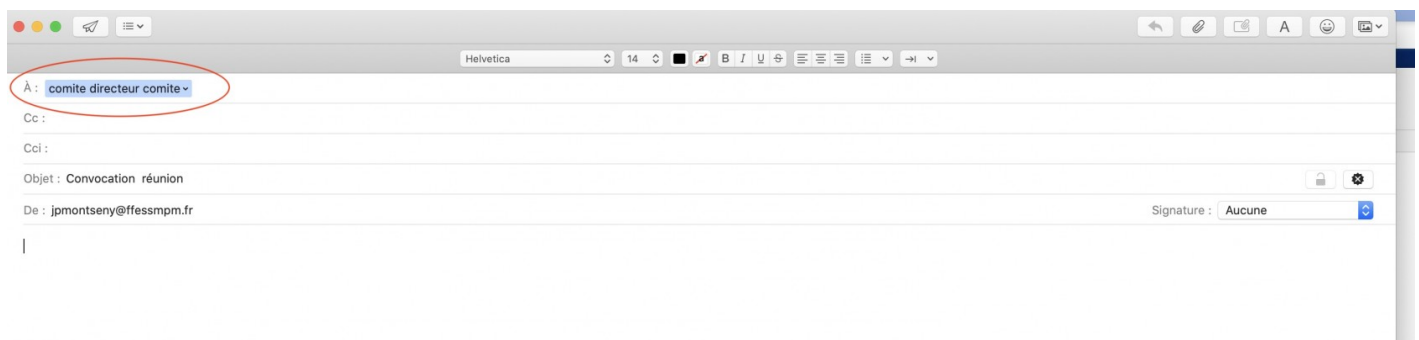 Helvetica 14 a B I U S
À : comite directeur comite
Cc :
Cci :
Objet : Convocation réunion
De : jpmontseny@ffessmpm.fr Signature : Aucune